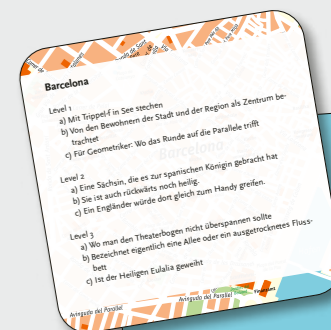 Barcelona
Level 1
a) Mit Trippel-f in See stechen
b) Von den Bewohnern der Stadt und der Region als Zentrum be-
trachtet
c) Für Geometriker: Wo das Runde auf die Parallele trifft
Barcelona
Level 2
a) Eine Sächsin, die es zur spanischen Königin gebracht hat
b) Sie ist auch rückwärts noch heilig.
c) Ein Engländer würde dort gleich zum Handy greifen.
Level 3
a) Wo man den Theaterbogen nicht überspannen sollte
b) Bezeichnet eigentlich eine Allee oder ein ausgetrocknetes Fluss-
bett
c) Ist der Heiligen Eulalia geweiht
Avinguda del Paral·lel
Avinguda del Paral·lel